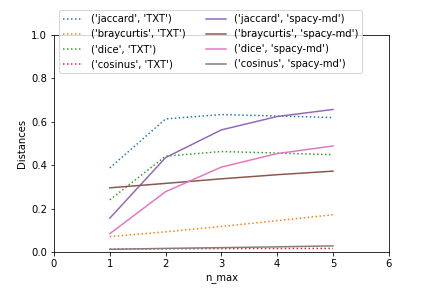 ('jaccard', 'TXT') ('jaccard', 'spacy-md')
('braycurtis', 'TXT') ('braycurtis', 'spacy-md')
('dice', 'TXT') ('dice', 'spacy-md')
('cosinus', 'TXT') ('cosinus', 'spacy-md')
1.0
0.8
0.6
0.4
0.2
0.0
Distances
0 1 2 3 4 5 6
n_max